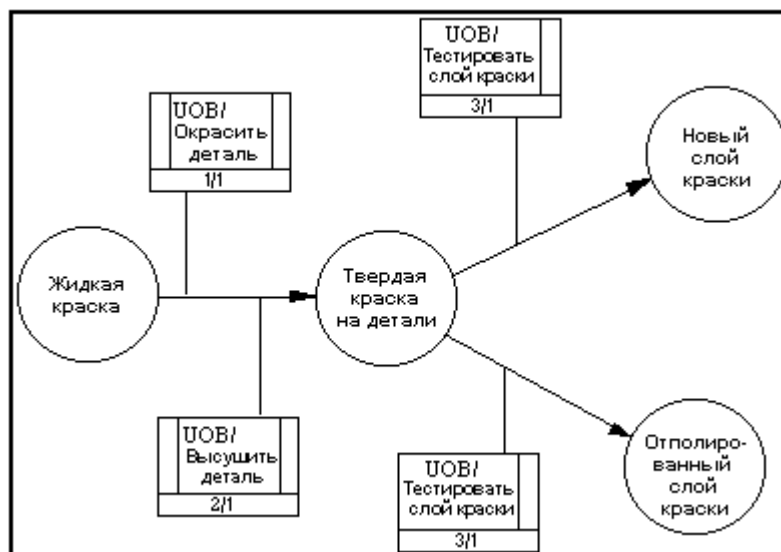 UOB/
Тестировать
слой краски
3/1
UOB/
Окрасить
деталь
1/1
Новый
слой
краски
Жидкая
краска
Твердая
краска
на детали
UOB/
Высушить
деталь
2/1
UOB/
Тестировать
слой краски
3/1
Отполиро-
ванный
слой
краски